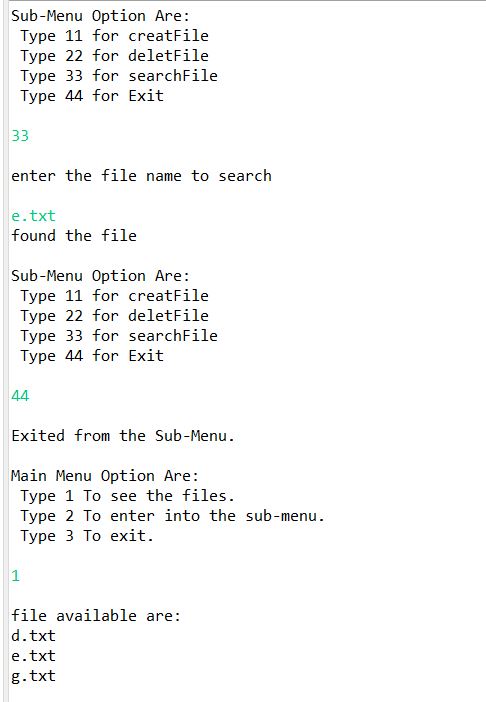 Sub-Menu Option Are:
Type 11 for creatFile
Type 22 for deletFile
Type 33 for searchFile
Type 44 for Exit
33
enter the file name to search
e.txt
found the file
Sub-Menu Option Are:
Type 11 for creatFile
Type 22 for deletFile
Type 33 for searchFile
Type 44 for Exit
44
Exited from the Sub-Menu.
Main Menu Option Are:
Type 1 To see the files.
Type 2 To enter into the sub-menu.
Type 3 To exit.
1
file available are:
d.txt
e.txt
g.txt